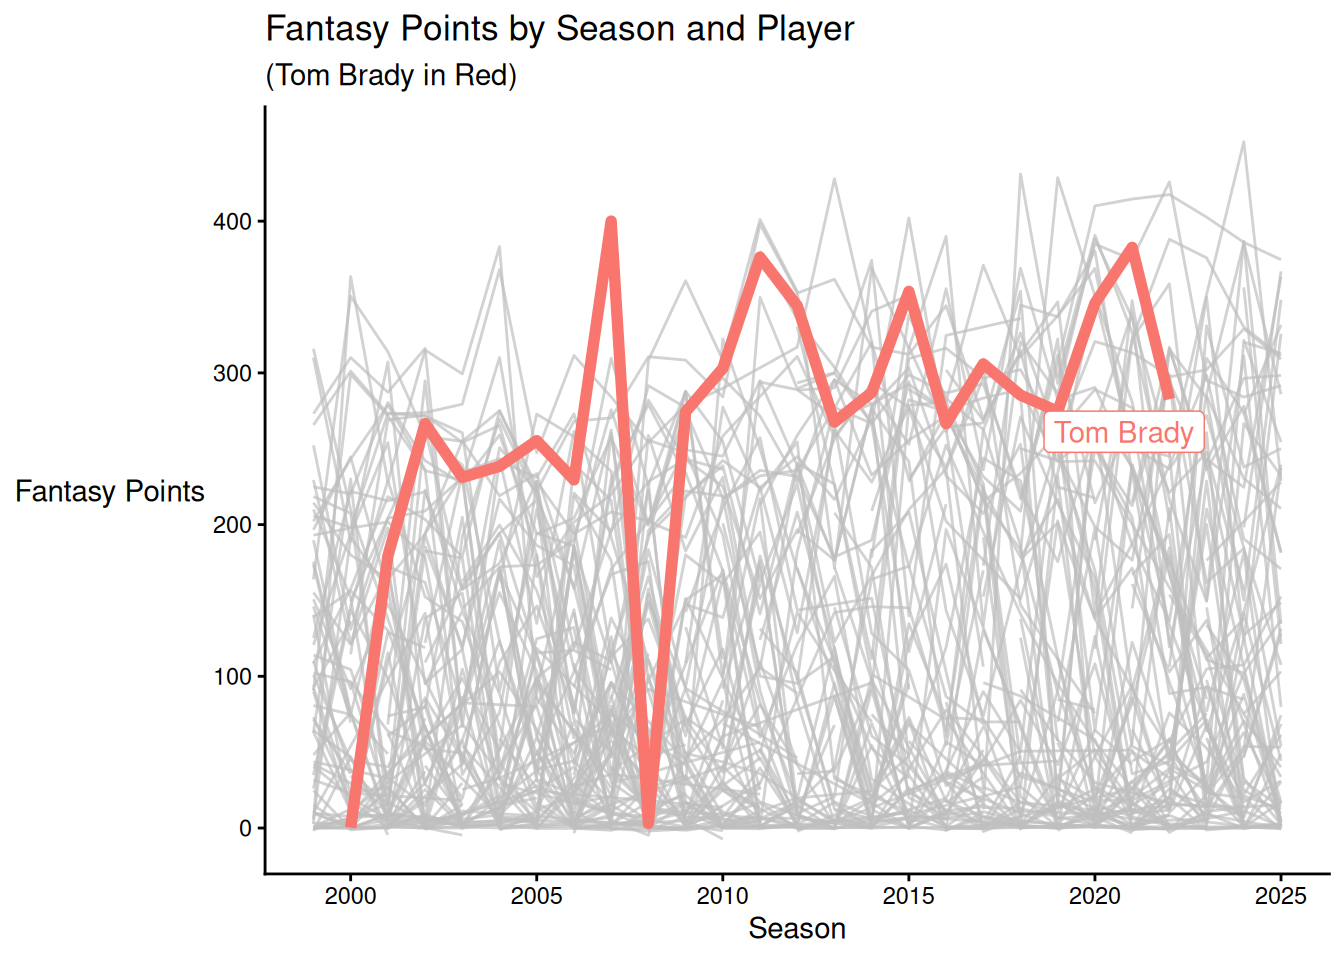 Fantasy Points by Season and Player
(Tom Brady in Red)
400
300
Tom Brady
Fantasy Points
200
100
0
2000 2005 2010 2015 2020 2025
Season